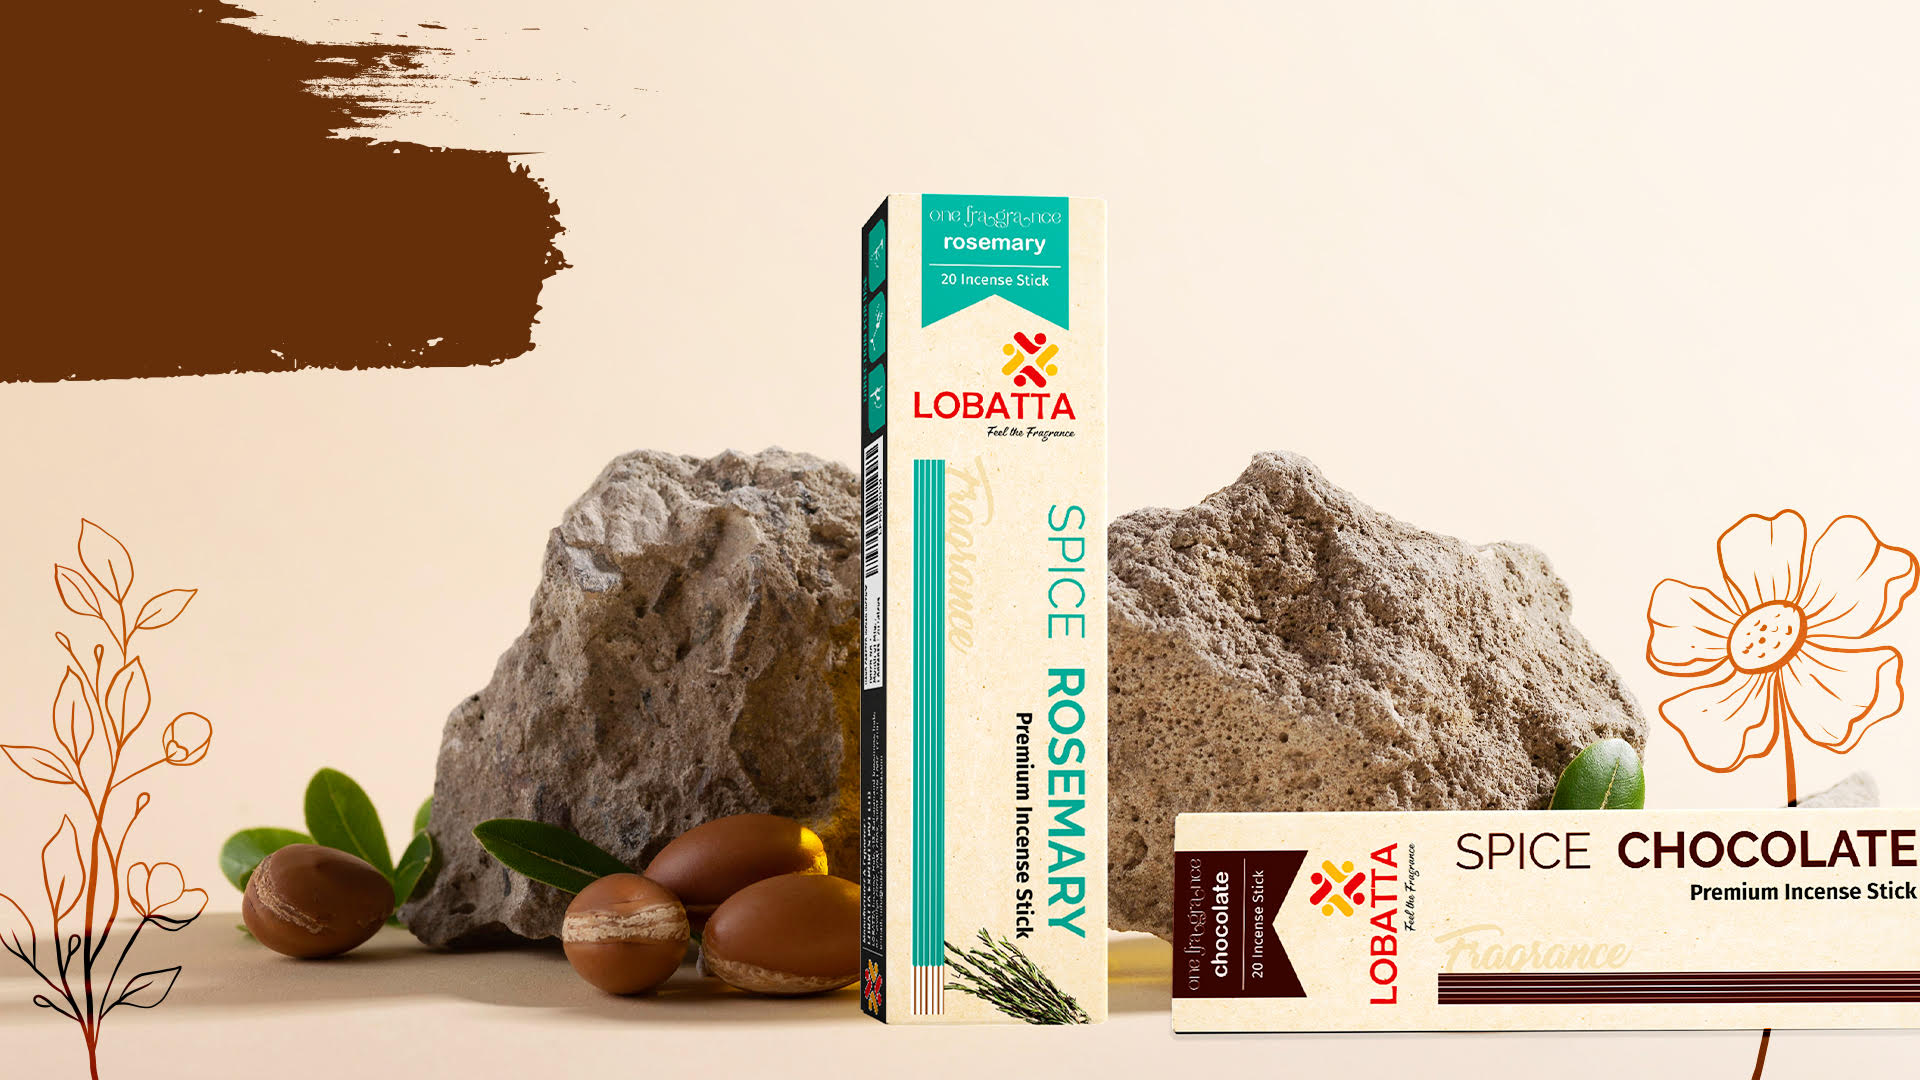 one fragrance
rosemary
20 Incense Stick
LOBATTA
Feel the Fragrance
Fragrance
SPICE ROSEMARY
Premium Incense Stick
one fragrance
chocolate
20 Incense Stick
LOBATTA
Feel the Fragrance
SPICE CHOCOLATE
Premium Incense Stick
Fragrance